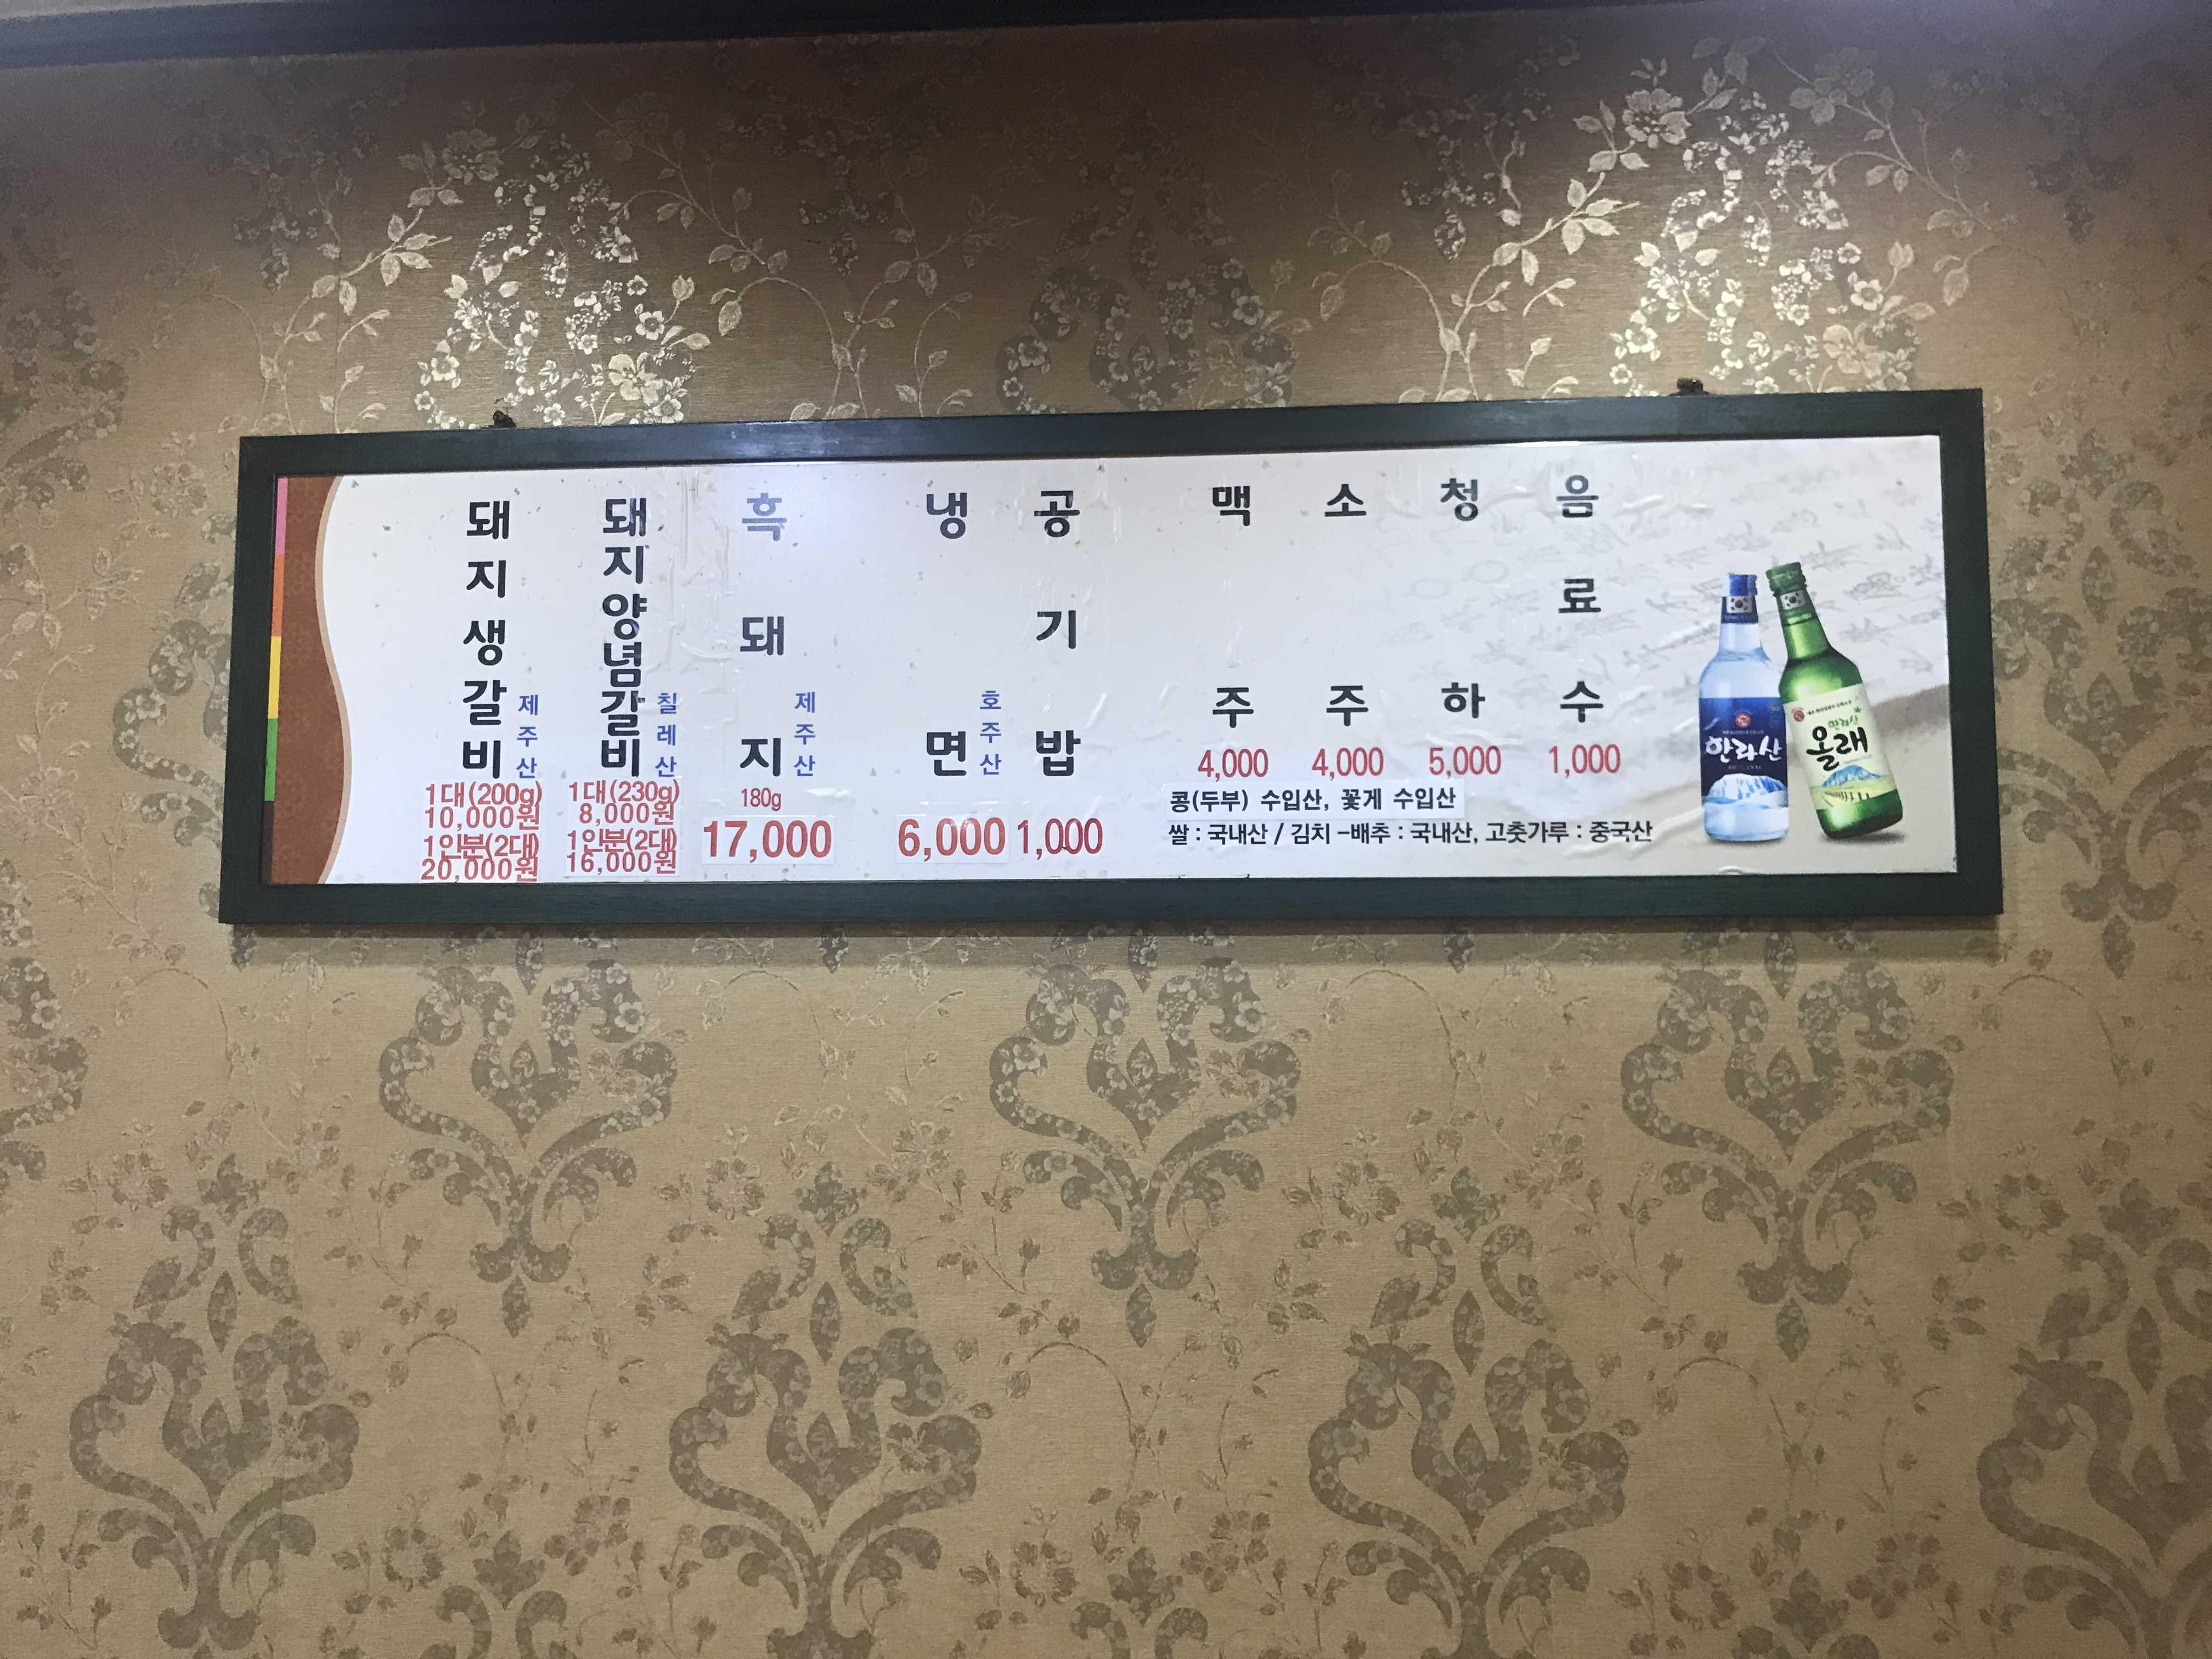 돼지생갈비
제주산
1대(200g)
10,000원
1인분(2대)
20,000원
돼지양념갈비
칠레산
1대(230g)
8,000원
1인분(2대)
16,000원
흑돼지
제주산
180g
17,000
냉면
호주산
6,000
공기밥
1,000
맥주
4,000
소주
4,000
청하
5,000
음료수
1,000
콩(두부) 수입산, 꽃게 수입산
쌀 : 국내산 / 김치 -배추 : 국내산, 고춧가루 : 중국산
한라산
한라산
올래